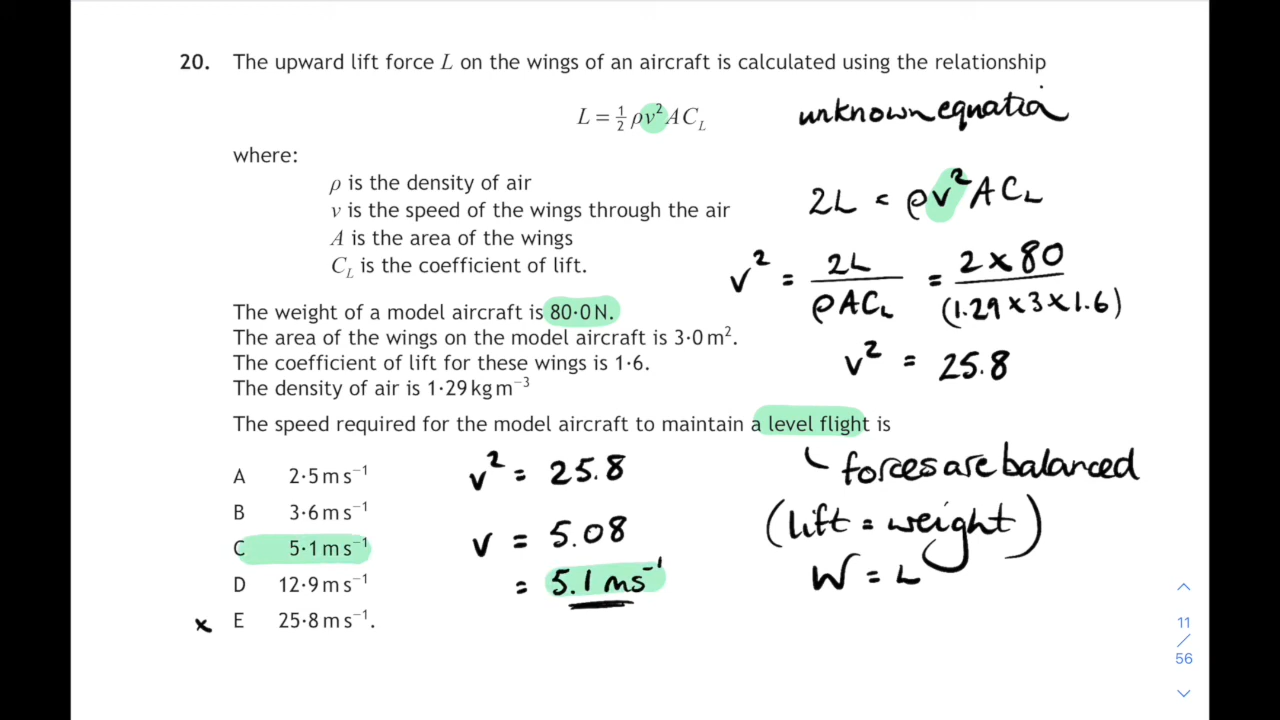 20. The upward lift force L on the wings of an aircraft is calculated using the relationship
L = ½ ρv² A C_L
unknown equation
where:
ρ is the density of air
v is the speed of the wings through the air
A is the area of the wings
C_L is the coefficient of lift.
2L = ρv² A C_L
v² = 2L / ρAC_L = 2 × 80 / (1.29 × 3 × 1.6)
v² = 25.8
The weight of a model aircraft is 80·0 N.
The area of the wings on the model aircraft is 3·0 m².
The coefficient of lift for these wings is 1·6.
The density of air is 1·29 kg m⁻³
The speed required for the model aircraft to maintain a level flight is
forces are balanced
(lift = weight)
W = L
A 2·5 m s⁻¹
B 3·6 m s⁻¹
C 5·1 m s⁻¹
D 12·9 m s⁻¹
x E 25·8 m s⁻¹.
v² = 25.8
v = 5.08
= 5.1 ms⁻¹
11
/
56